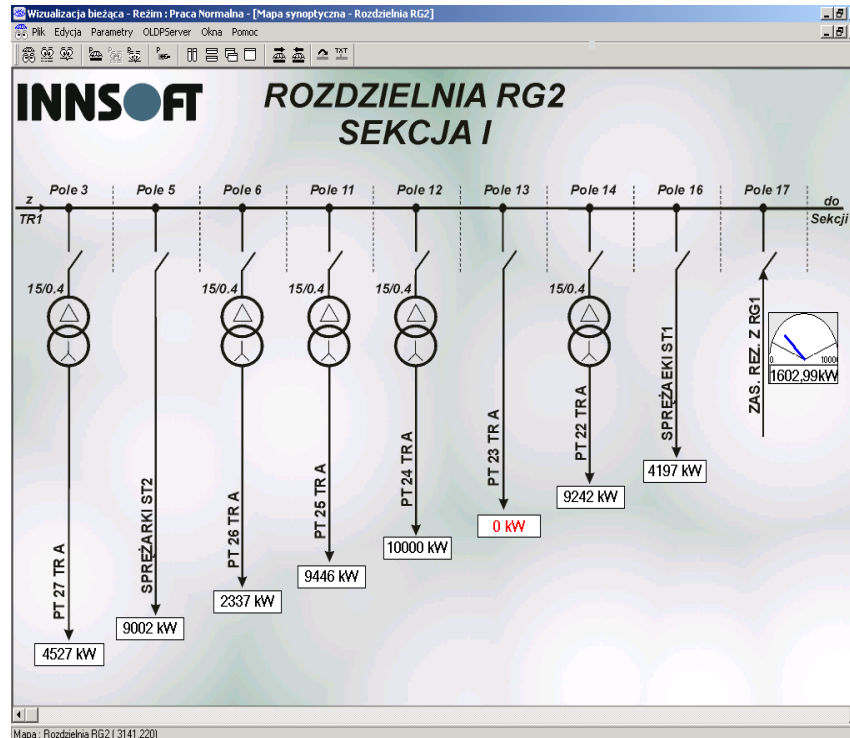 Wizualizacja bieżąca - Reżim : Praca Normalna - [Mapa synoptyczna - Rozdzielnia RG2]
Plik Edycja Parametry OLDPServer Okna Pomoc
TXT
INNSOFT
ROZDZIELNIA RG2
SEKCJA I
z
TR1
Pole 3
Pole 5
Pole 6
Pole 11
Pole 12
Pole 13
Pole 14
Pole 16
Pole 17
do
Sekcji
15/0.4
15/0.4
15/0.4
15/0.4
15/0.4
PT 27 TR A
SPRĘŻARKI ST2
PT 26 TR A
PT 25 TR A
PT 24 TR A
PT 23 TR A
PT 22 TR A
SPRĘŻAEKI ST1
ZAS. REZ. Z RG1
0 1000
1602,99kW
4527 kW
9002 kW
2337 kW
9446 kW
10000 kW
0 kW
9242 kW
4197 kW
Mapa : Rozdzielnia RG2 ( 3141,220)